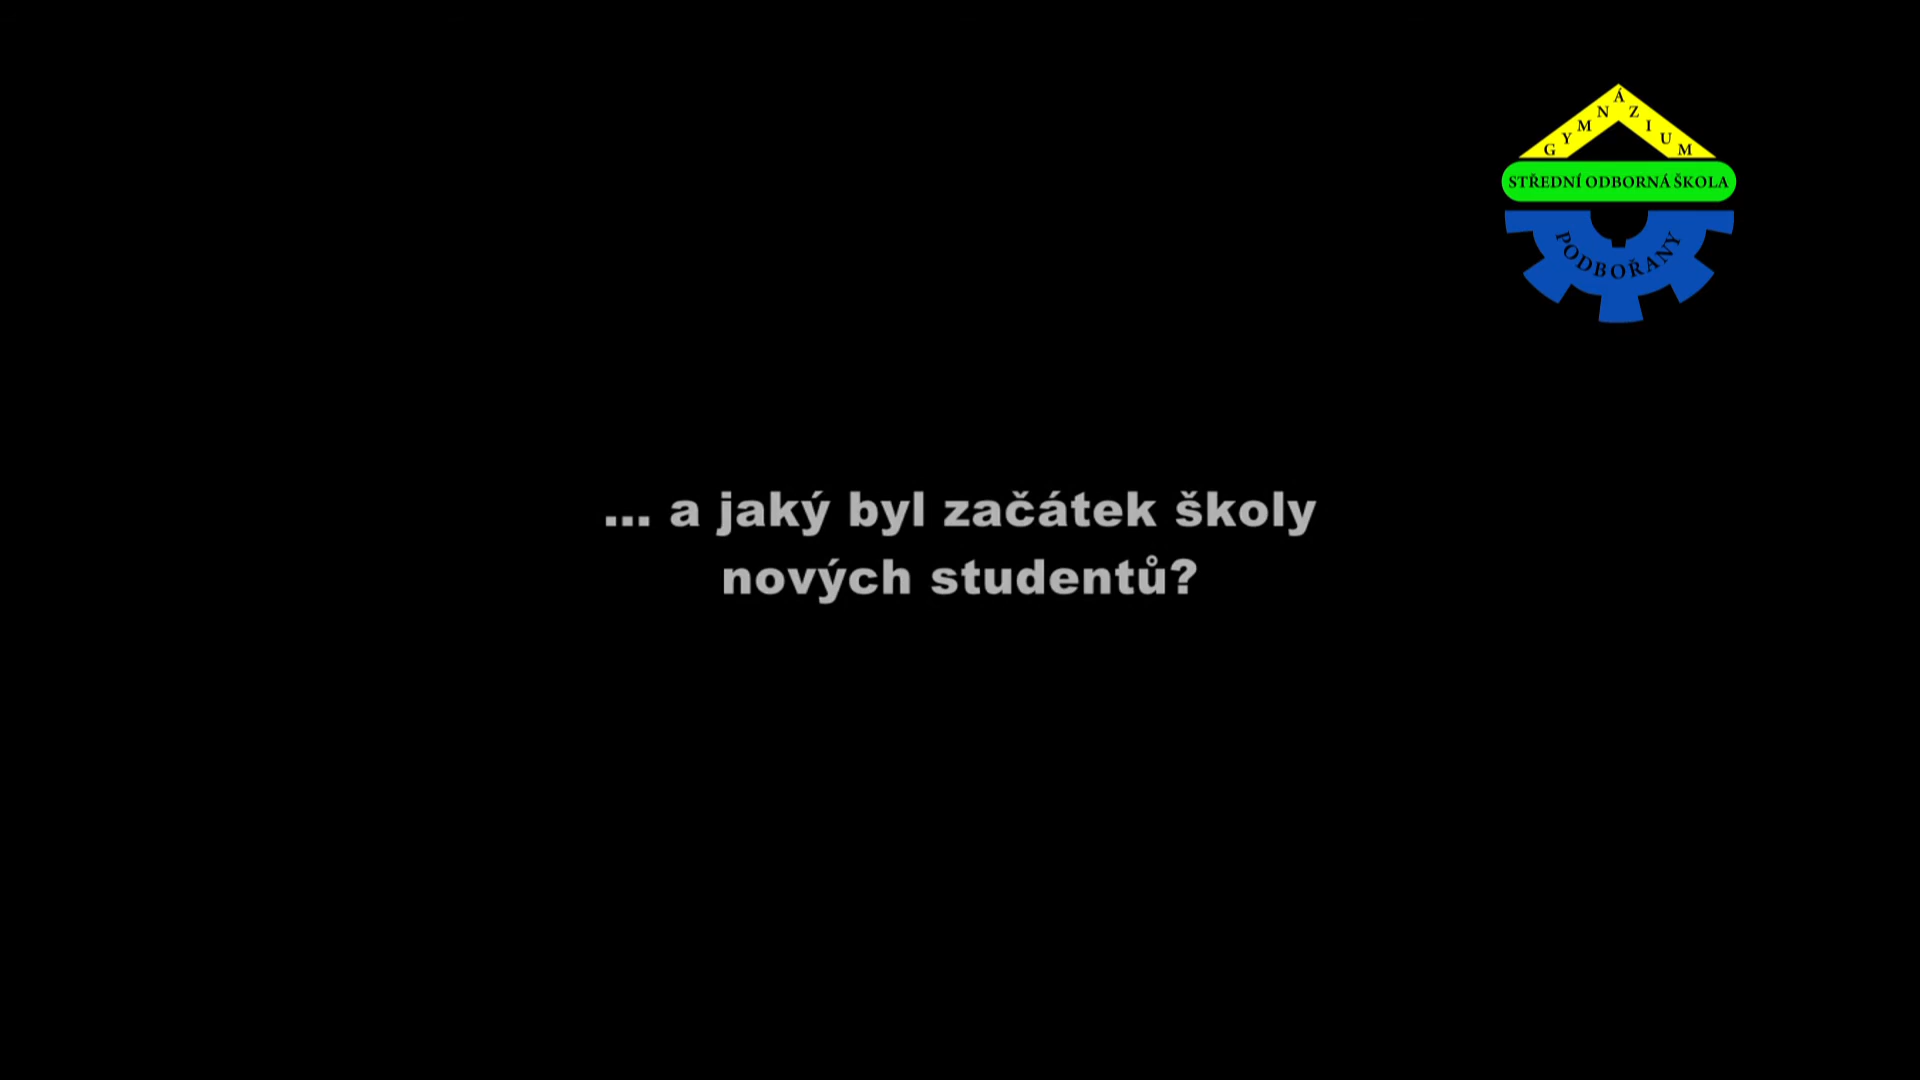 GYMNÁZIUM
STŘEDNÍ ODBORNÁ ŠKOLA
PODBOŘANY
... a jaký byl začátek školy
nových studentů?